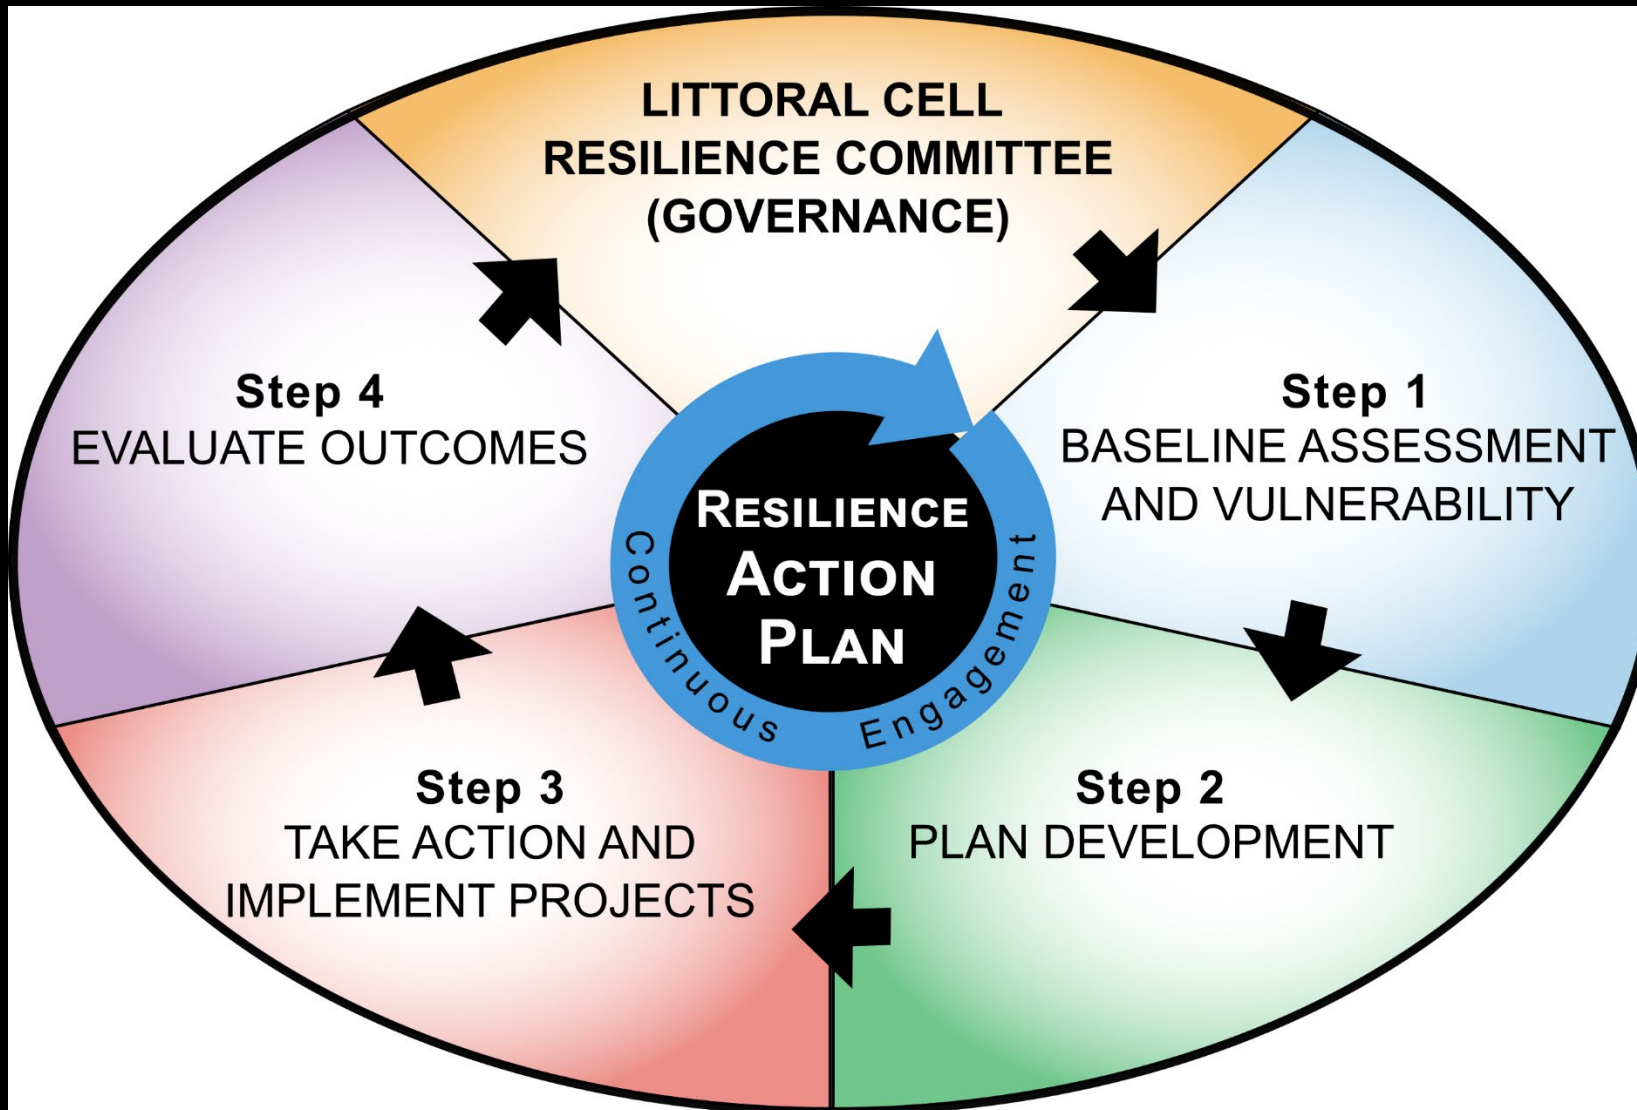 LITTORAL CELL
RESILIENCE COMMITTEE
(GOVERNANCE)
Step 1
BASELINE ASSESSMENT
AND VULNERABILITY
Step 2
PLAN DEVELOPMENT
Step 3
TAKE ACTION AND
IMPLEMENT PROJECTS
Step 4
EVALUATE OUTCOMES
RESILIENCE
ACTION
PLAN
Continuous Engagement